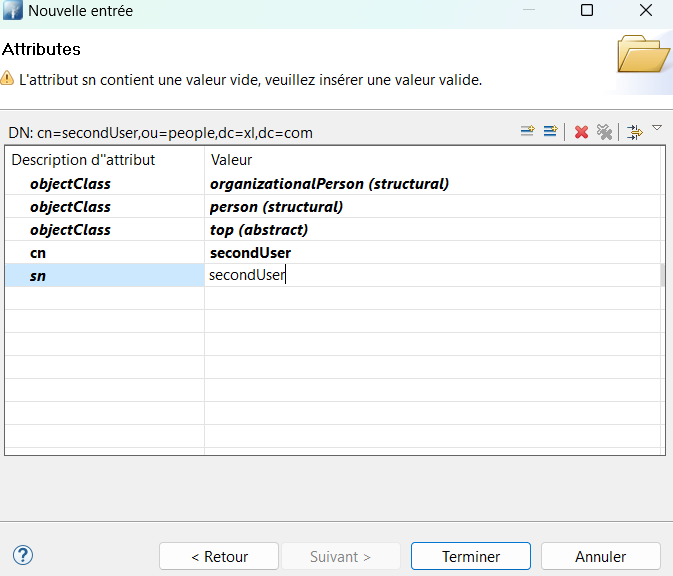 Nouvelle entrée
Attributes
L'attribut sn contient une valeur vide, veuillez insérer une valeur valide.
DN: cn=secondUser,ou=people,dc=xl,dc=com
Description d''attribut Valeur
objectClass organizationalPerson (structural)
objectClass person (structural)
objectClass top (abstract)
cn secondUser
sn secondUser
? < Retour Suivant > Terminer Annuler